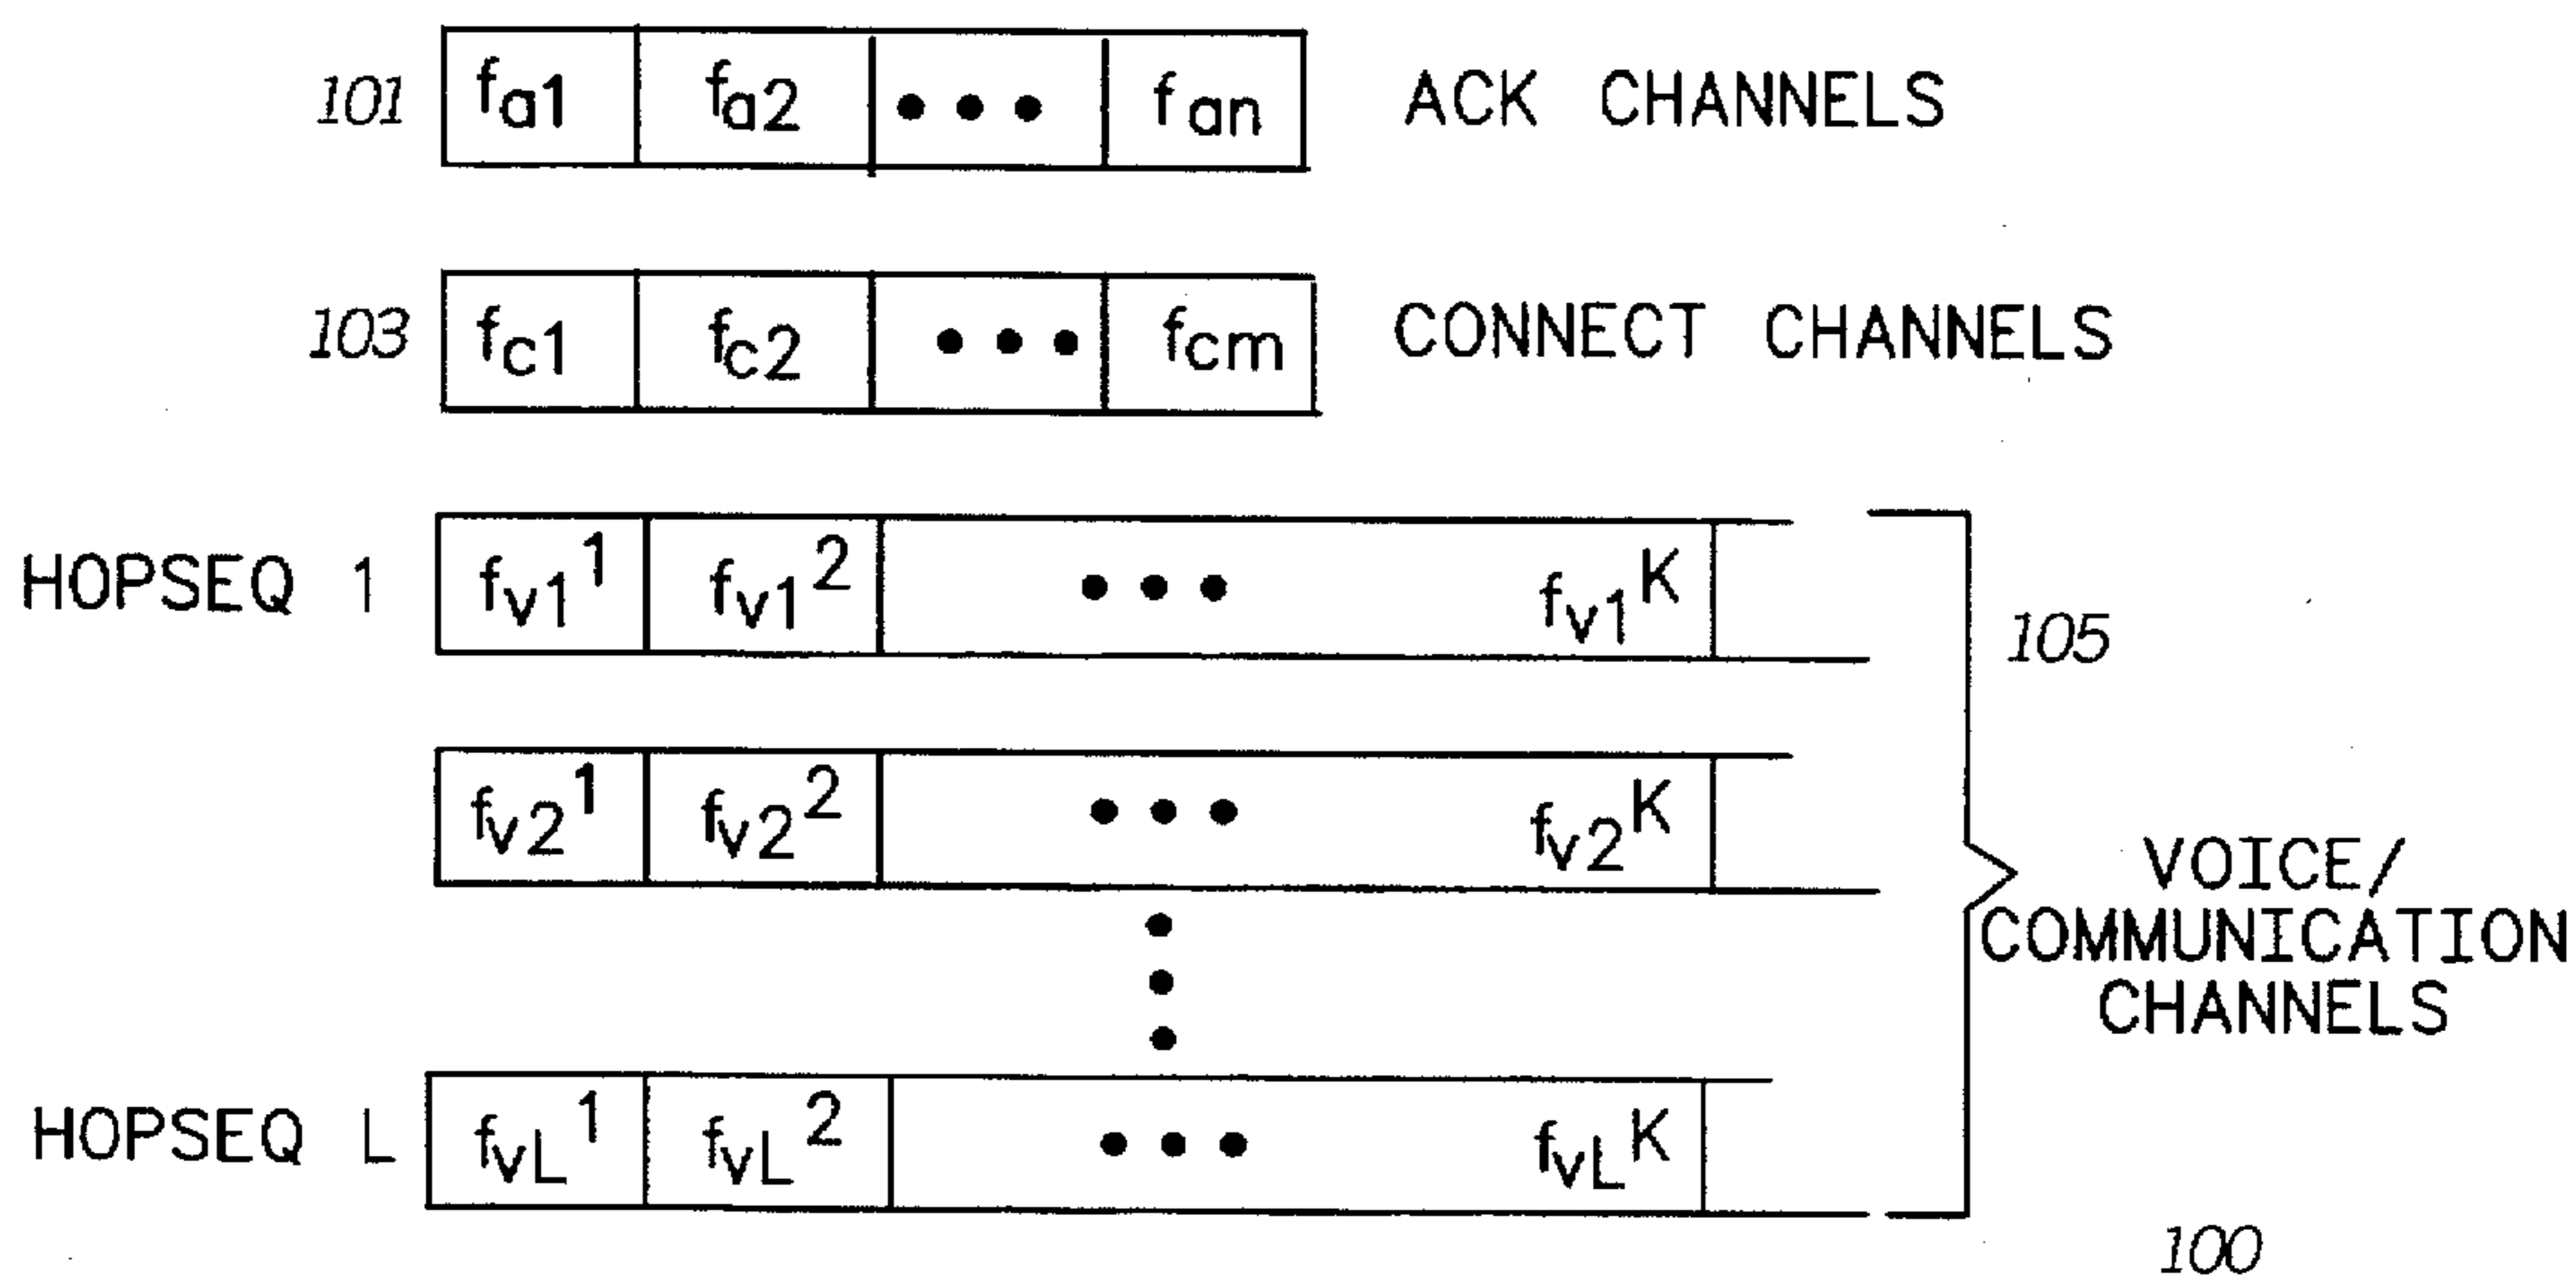 101 fa1 fa2 ••• fan ACK CHANNELS
103 fc1 fc2 ••• fcm CONNECT CHANNELS
HOPSEQ 1 fv1¹ fv1² ••• fv1ᴷ
105
fv2¹ fv2² ••• fv2ᴷ
VOICE/
COMMUNICATION
CHANNELS
HOPSEQ L fvL¹ fvL² ••• fvLᴷ
100